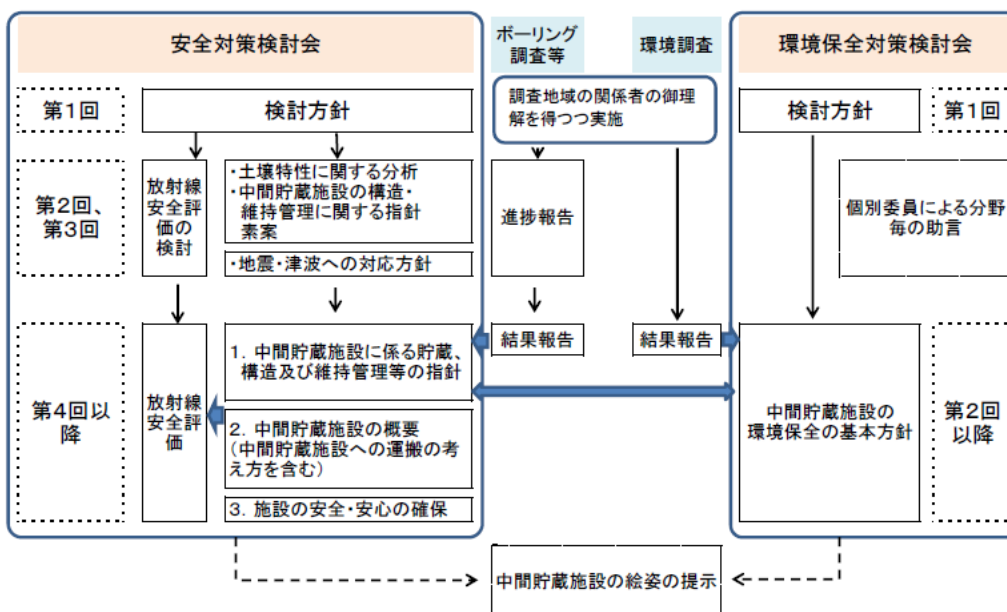 安全対策検討会
ボーリング
調査等
環境調査
環境保全対策検討会
第1回
検討方針
調査地域の関係者の御理
解を得つつ実施
検討方針
第1回
第2回、
第3回
放射線
安全評
価の
検討
・土壌特性に関する分析
・中間貯蔵施設の構造・
維持管理に関する指針
素案
・地震・津波への対応方針
進捗報告
個別委員による分野
毎の助言
第4回以
降
放射線
安全評
価
1．中間貯蔵施設に係る貯蔵、
構造及び維持管理等の指針
2．中間貯蔵施設の概要
（中間貯蔵施設への運搬の考
え方を含む）
3．施設の安全・安心の確保
結果報告
結果報告
中間貯蔵施設の
環境保全の基本方針
第2回
以降
中間貯蔵施設の絵姿の提示